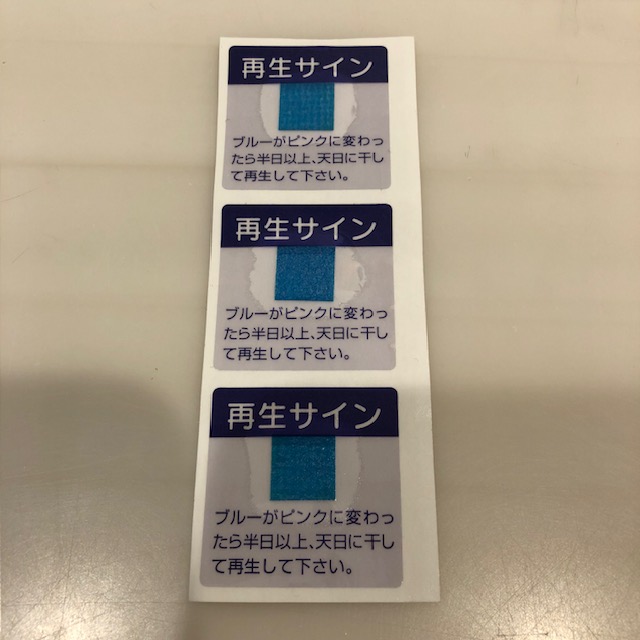 再生サイン
ブルーがピンクに変わっ
たら半日以上、天日に干し
て再生して下さい。
再生サイン
ブルーがピンクに変わっ
たら半日以上、天日に干し
て再生して下さい。
再生サイン
ブルーがピンクに変わっ
たら半日以上、天日に干し
て再生して下さい。